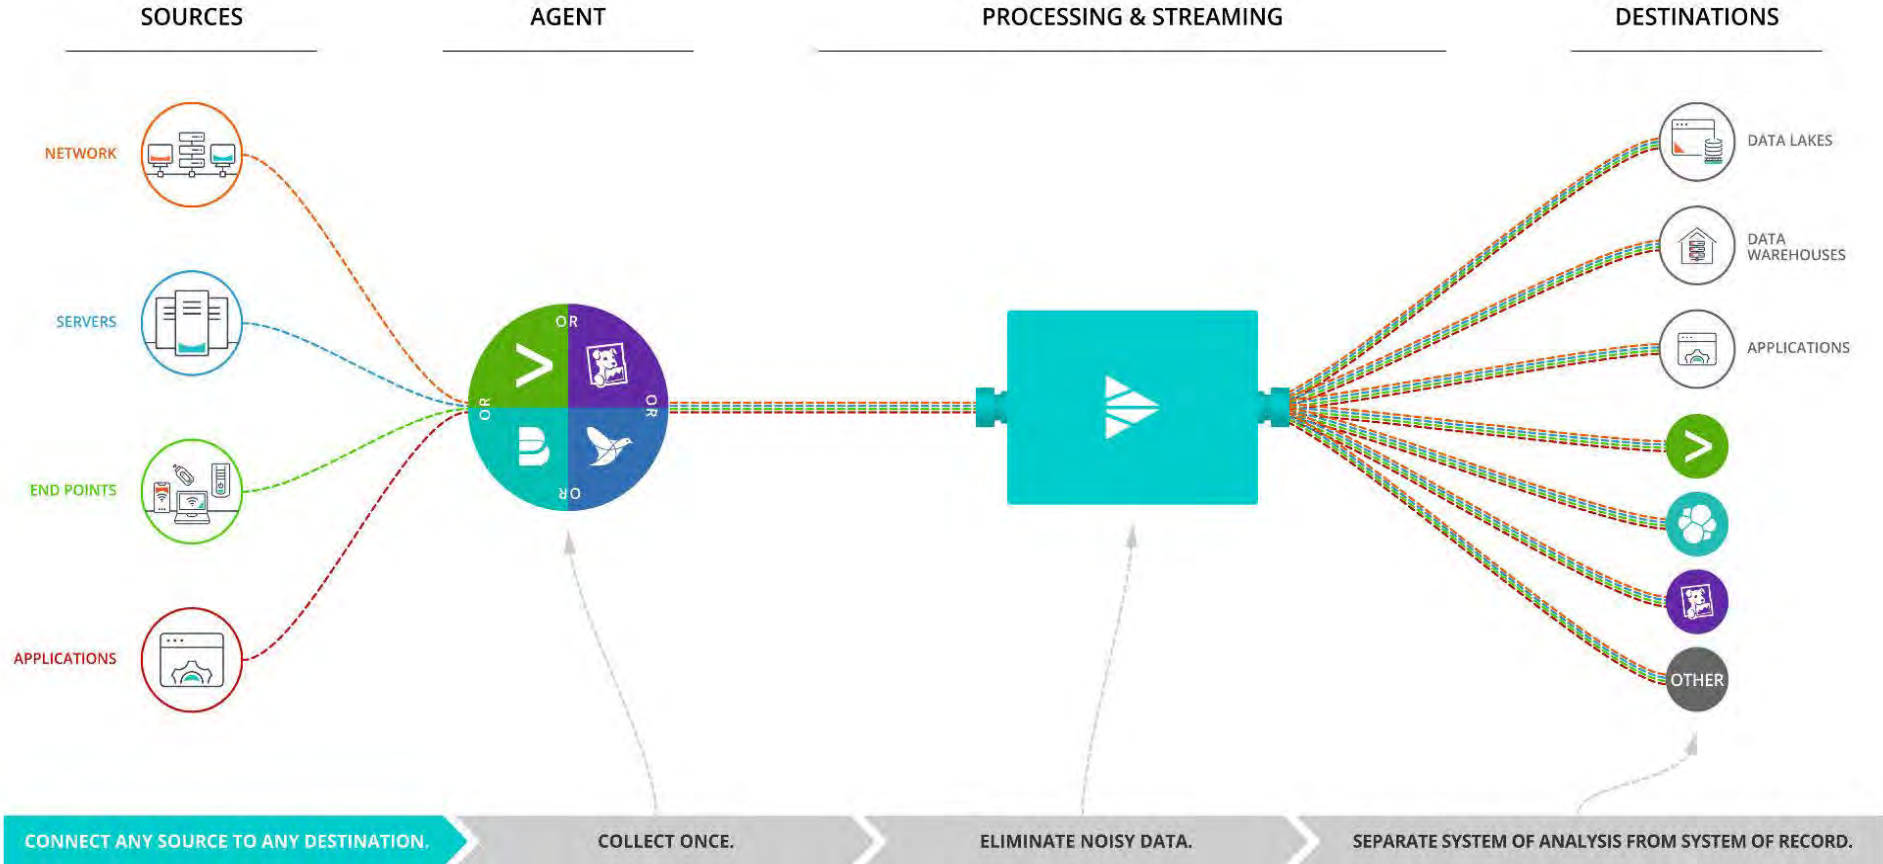 SOURCES
AGENT
PROCESSING & STREAMING
DESTINATIONS
NETWORK
SERVERS
END POINTS
APPLICATIONS
OR
OR
OR
OR
DATA LAKES
DATA
WAREHOUSES
APPLICATIONS
OTHER
CONNECT ANY SOURCE TO ANY DESTINATION.
COLLECT ONCE.
ELIMINATE NOISY DATA.
SEPARATE SYSTEM OF ANALYSIS FROM SYSTEM OF RECORD.